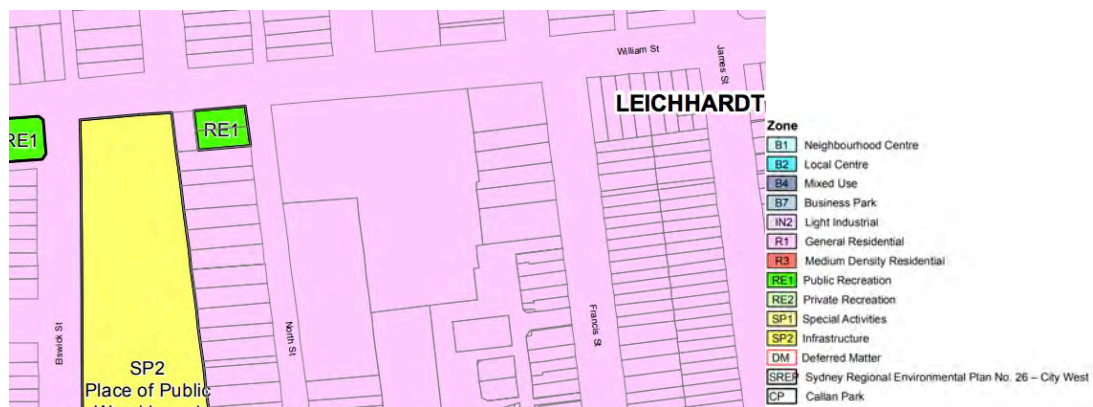 William St
James St
LEICHHARDT
RE1
RE1
Elswick St
North St
Francis St
SP2
Place of Public
Zone
B1 Neighbourhood Centre
B2 Local Centre
B4 Mixed Use
B7 Business Park
IN2 Light Industrial
R1 General Residential
R3 Medium Density Residential
RE1 Public Recreation
RE2 Private Recreation
SP1 Special Activities
SP2 Infrastructure
DM Deferred Matter
SREP Sydney Regional Environmental Plan No. 26 – City West
CP Callan Park